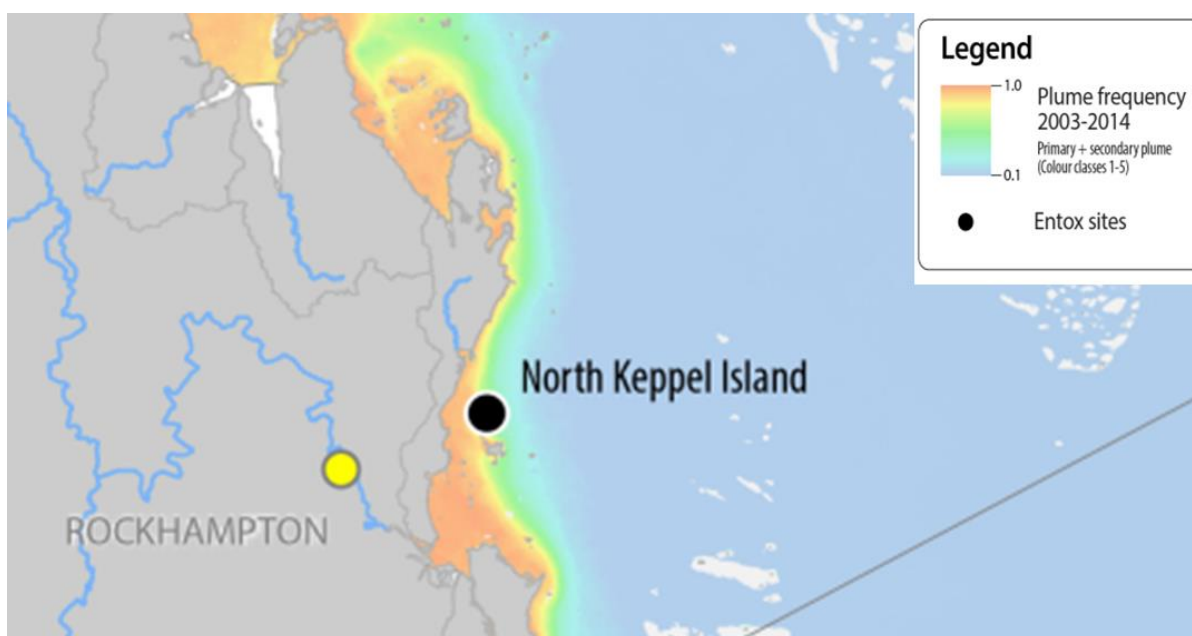 Legend
1.0
Plume frequency
2003-2014
Primary + secondary plume
(Colour classes 1-5)
0.1
Entox sites
North Keppel Island
ROCKHAMPTON